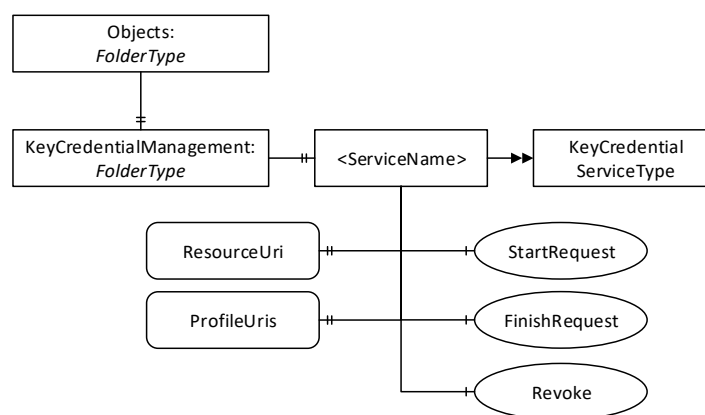 Objects:
FolderType
KeyCredentialManagement:
FolderType
<ServiceName>
KeyCredential
ServiceType
ResourceUri
StartRequest
ProfileUris
FinishRequest
Revoke